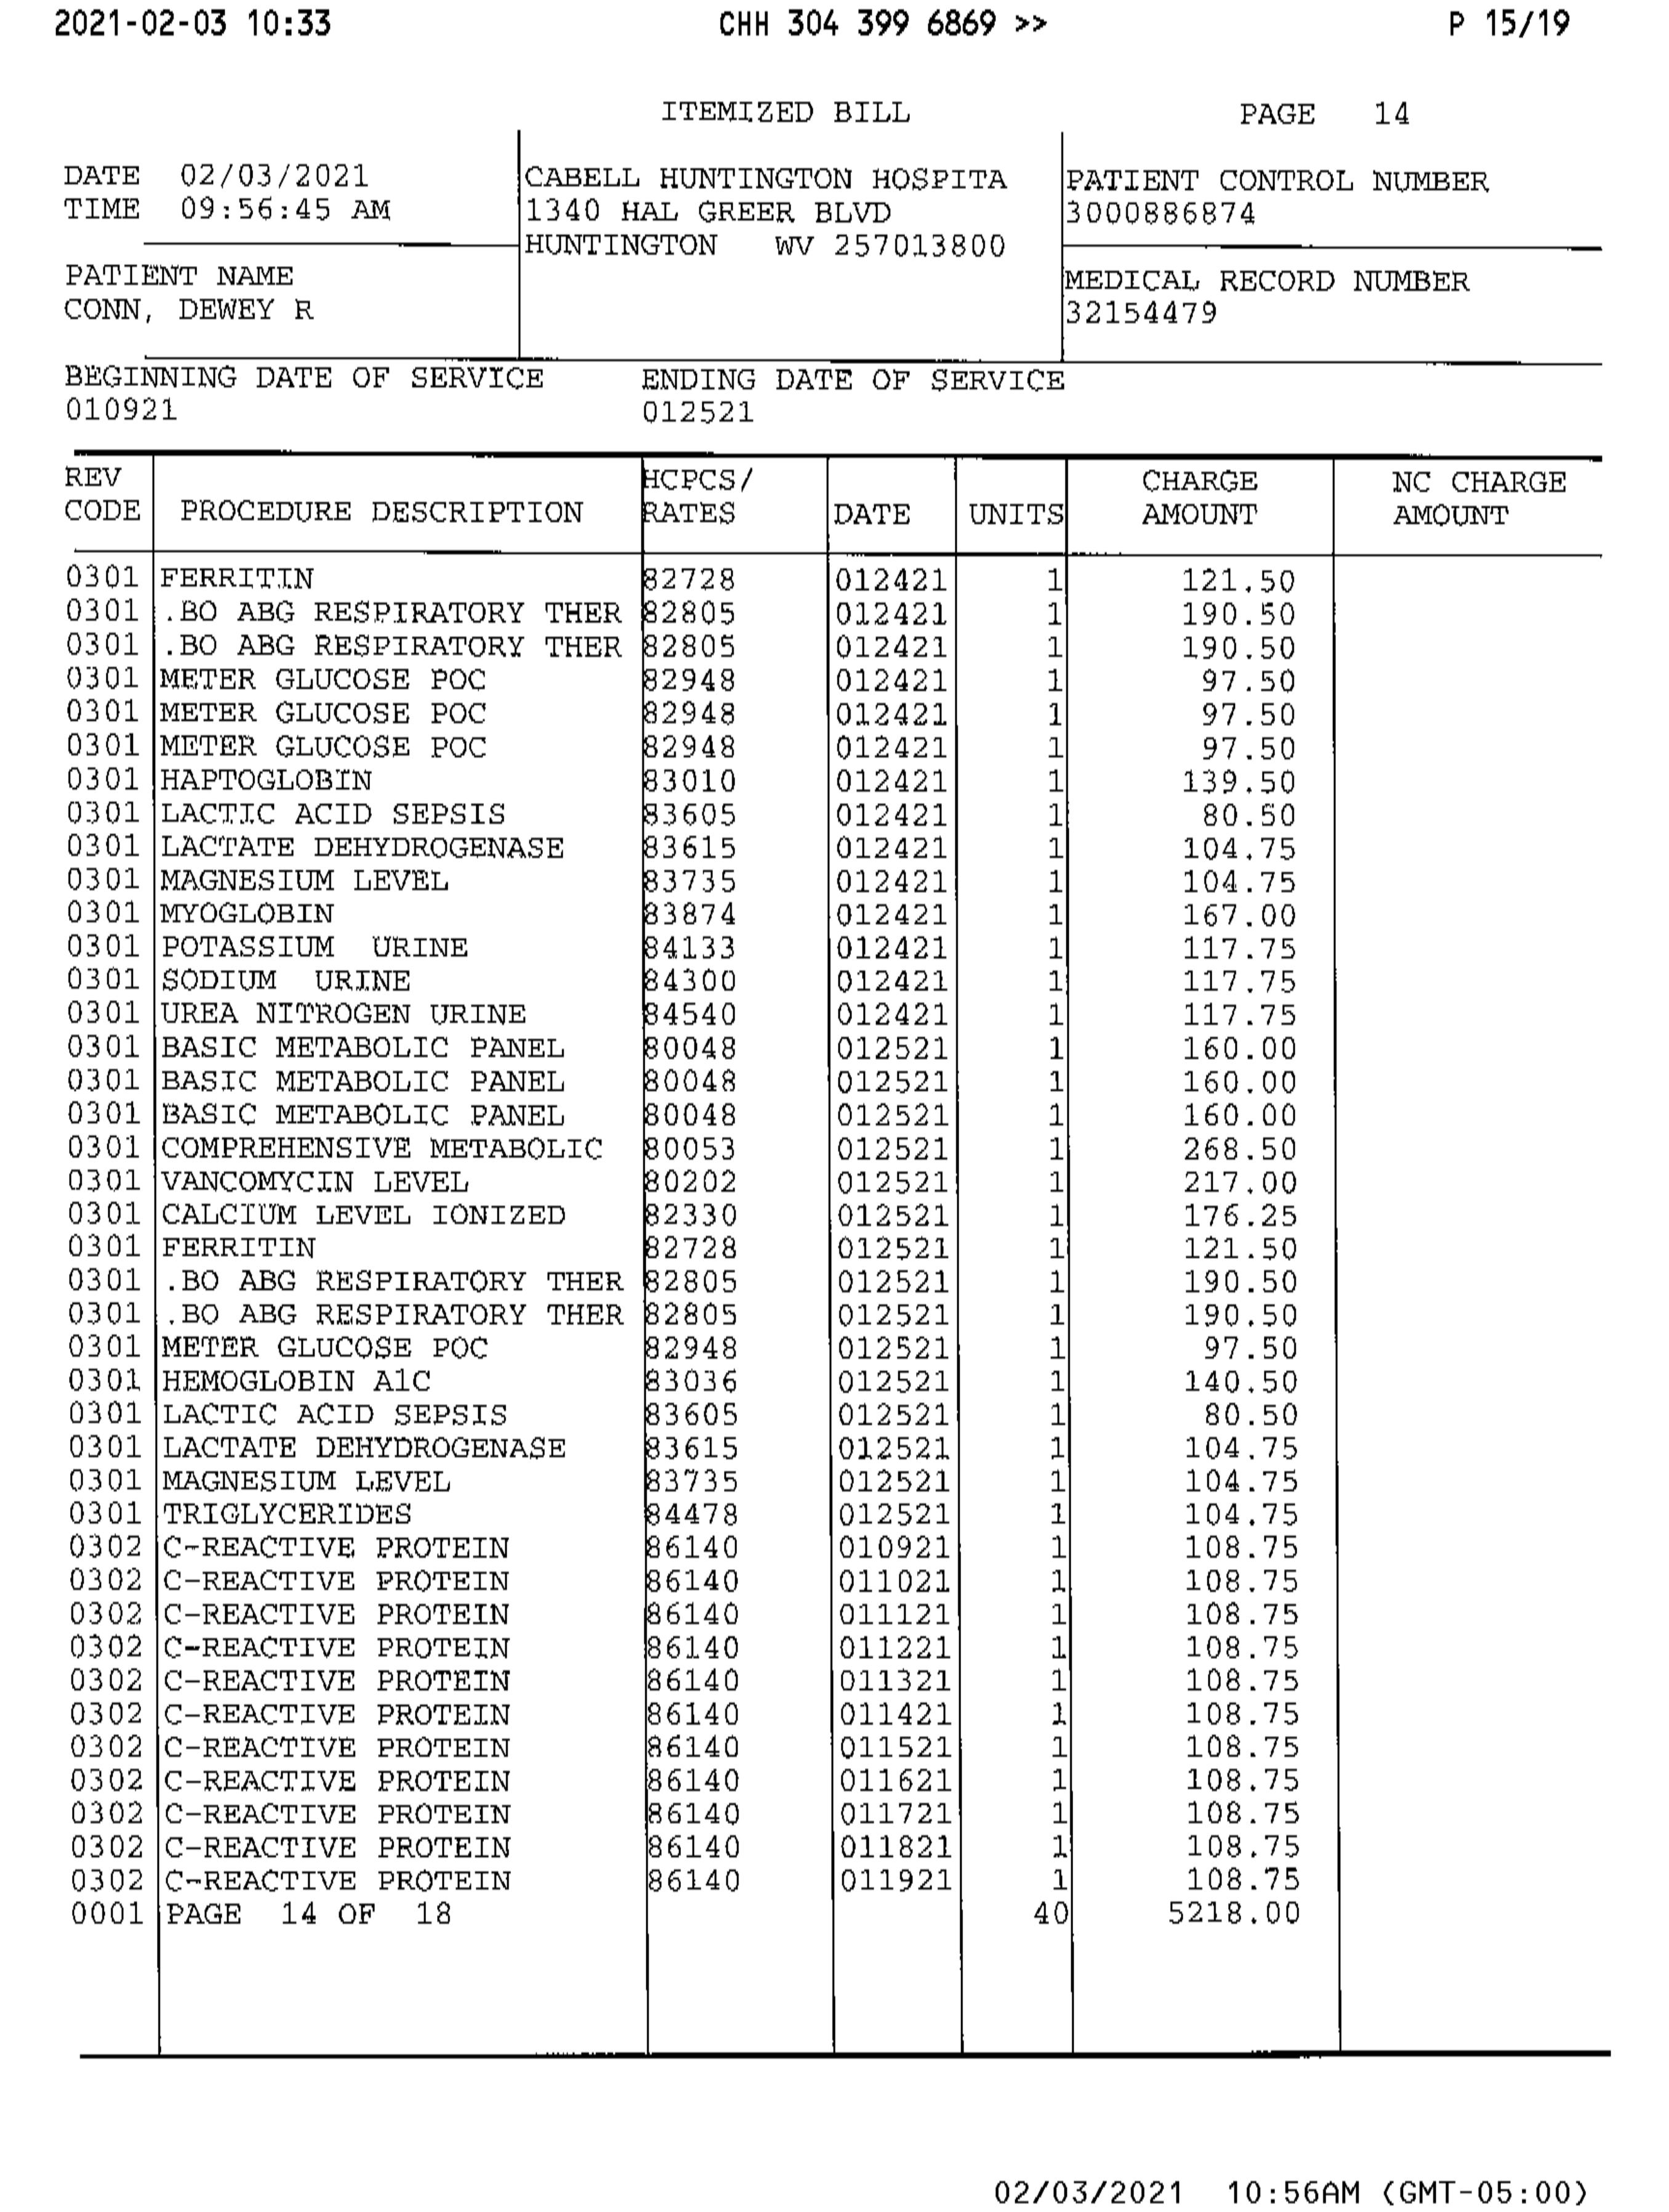 2021-02-03 10:33 CHH 304 399 6869 >> P 15/19
ITEMIZED BILL PAGE 14
DATE 02/03/2021 CABELL HUNTINGTON HOSPITA PATIENT CONTROL NUMBER
TIME 09:56:45 AM 1340 HAL GREER BLVD 3000886874
HUNTINGTON WV 257013800
PATIENT NAME MEDICAL RECORD NUMBER
CONN, DEWEY R 32154479
BEGINNING DATE OF SERVICE ENDING DATE OF SERVICE
010921 012521
REV HCPCS/ CHARGE NC CHARGE
CODE PROCEDURE DESCRIPTION RATES DATE UNITS AMOUNT AMOUNT
0301 FERRITIN 82728 012421 1 121.50
0301 .BO ABG RESPIRATORY THER 82805 012421 1 190.50
0301 .BO ABG RESPIRATORY THER 82805 012421 1 190.50
0301 METER GLUCOSE POC 82948 012421 1 97.50
0301 METER GLUCOSE POC 82948 012421 1 97.50
0301 METER GLUCOSE POC 82948 012421 1 97.50
0301 HAPTOGLOBIN 83010 012421 1 139.50
0301 LACTIC ACID SEPSIS 83605 012421 1 80.50
0301 LACTATE DEHYDROGENASE 83615 012421 1 104.75
0301 MAGNESIUM LEVEL 83735 012421 1 104.75
0301 MYOGLOBIN 83874 012421 1 167.00
0301 POTASSIUM URINE 84133 012421 1 117.75
0301 SODIUM URINE 84300 012421 1 117.75
0301 UREA NITROGEN URINE 84540 012421 1 117.75
0301 BASIC METABOLIC PANEL 80048 012521 1 160.00
0301 BASIC METABOLIC PANEL 80048 012521 1 160.00
0301 BASIC METABOLIC PANEL 80048 012521 1 160.00
0301 COMPREHENSIVE METABOLIC 80053 012521 1 268.50
0301 VANCOMYCIN LEVEL 80202 012521 1 217.00
0301 CALCIUM LEVEL IONIZED 82330 012521 1 176.25
0301 FERRITIN 82728 012521 1 121.50
0301 .BO ABG RESPIRATORY THER 82805 012521 1 190.50
0301 .BO ABG RESPIRATORY THER 82805 012521 1 190.50
0301 METER GLUCOSE POC 82948 012521 1 97.50
0301 HEMOGLOBIN A1C 83036 012521 1 140.50
0301 LACTIC ACID SEPSIS 83605 012521 1 80.50
0301 LACTATE DEHYDROGENASE 83615 012521 1 104.75
0301 MAGNESIUM LEVEL 83735 012521 1 104.75
0301 TRIGLYCERIDES 84478 012521 1 104.75
0302 C-REACTIVE PROTEIN 86140 010921 1 108.75
0302 C-REACTIVE PROTEIN 86140 011021 1 108.75
0302 C-REACTIVE PROTEIN 86140 011121 1 108.75
0302 C-REACTIVE PROTEIN 86140 011221 1 108.75
0302 C-REACTIVE PROTEIN 86140 011321 1 108.75
0302 C-REACTIVE PROTEIN 86140 011421 1 108.75
0302 C-REACTIVE PROTEIN 86140 011521 1 108.75
0302 C-REACTIVE PROTEIN 86140 011621 1 108.75
0302 C-REACTIVE PROTEIN 86140 011721 1 108.75
0302 C-REACTIVE PROTEIN 86140 011821 1 108.75
0302 C-REACTIVE PROTEIN 86140 011921 1 108.75
0001 PAGE 14 OF 18 40 5218.00
02/03/2021 10:56AM (GMT-05:00)